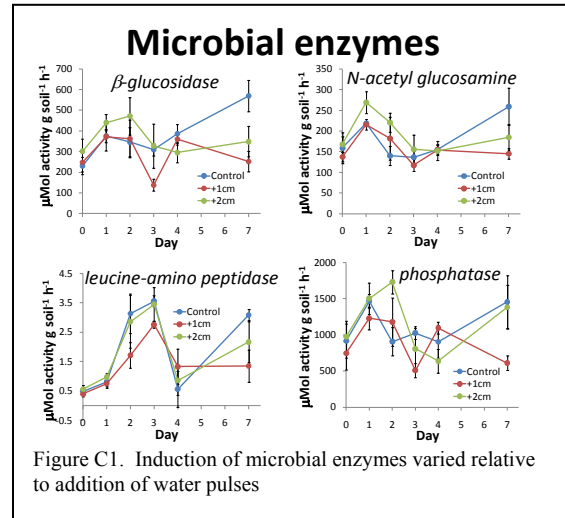 Microbial enzymes
β-glucosidase
µMol activity g soil⁻¹ h⁻¹
700
600
500
400
300
200
100
0
0 1 2 3 4 5 6 7
Day
Control
+1cm
+2cm
N-acetyl glucosamine
µMol activity g soil⁻¹ h⁻¹
350
300
250
200
150
100
50
0
0 1 2 3 4 5 6 7
Day
Control
+1cm
+2cm
leucine-amino peptidase
µMol activity g soil⁻¹ h⁻¹
4.5
3.5
2.5
1.5
0.5
-0.5
0 1 2 3 4 5 6 7
Day
Control
+1cm
+2cm
phosphatase
µMol activity g soil⁻¹ h⁻¹
2000
1500
1000
500
0
0 1 2 3 4 5 6 7
Day
Control
+1cm
+2cm
Figure C1. Induction of microbial enzymes varied relative
to addition of water pulses